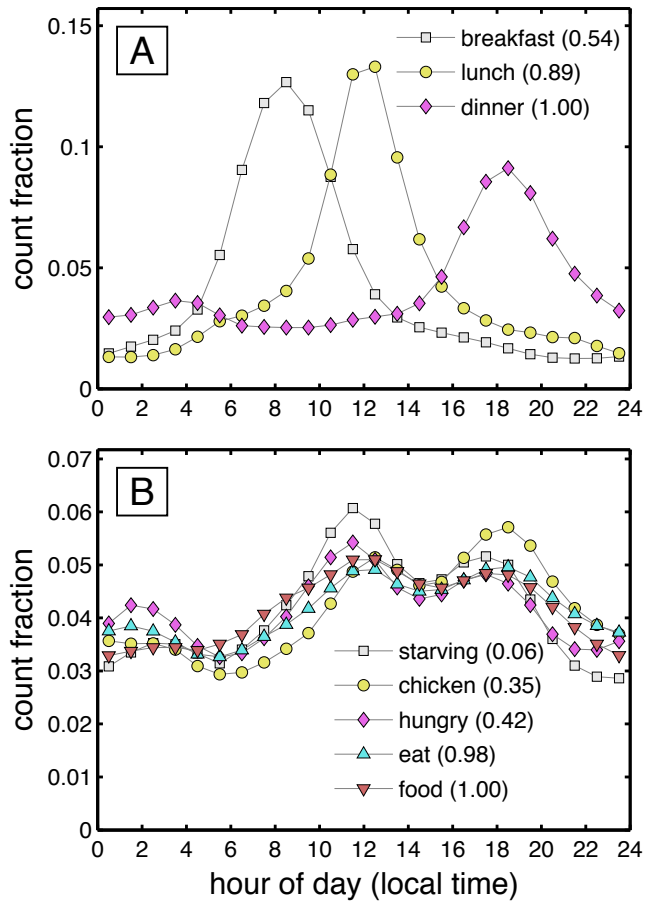 A
breakfast (0.54)
lunch (0.89)
dinner (1.00)
count fraction
0.15
0.1
0.05
0
0 2 4 6 8 10 12 14 16 18 20 22 24
B
count fraction
0.07
0.06
0.05
0.04
0.03
0.02
0.01
0
starving (0.06)
chicken (0.35)
hungry (0.42)
eat (0.98)
food (1.00)
0 2 4 6 8 10 12 14 16 18 20 22 24
hour of day (local time)